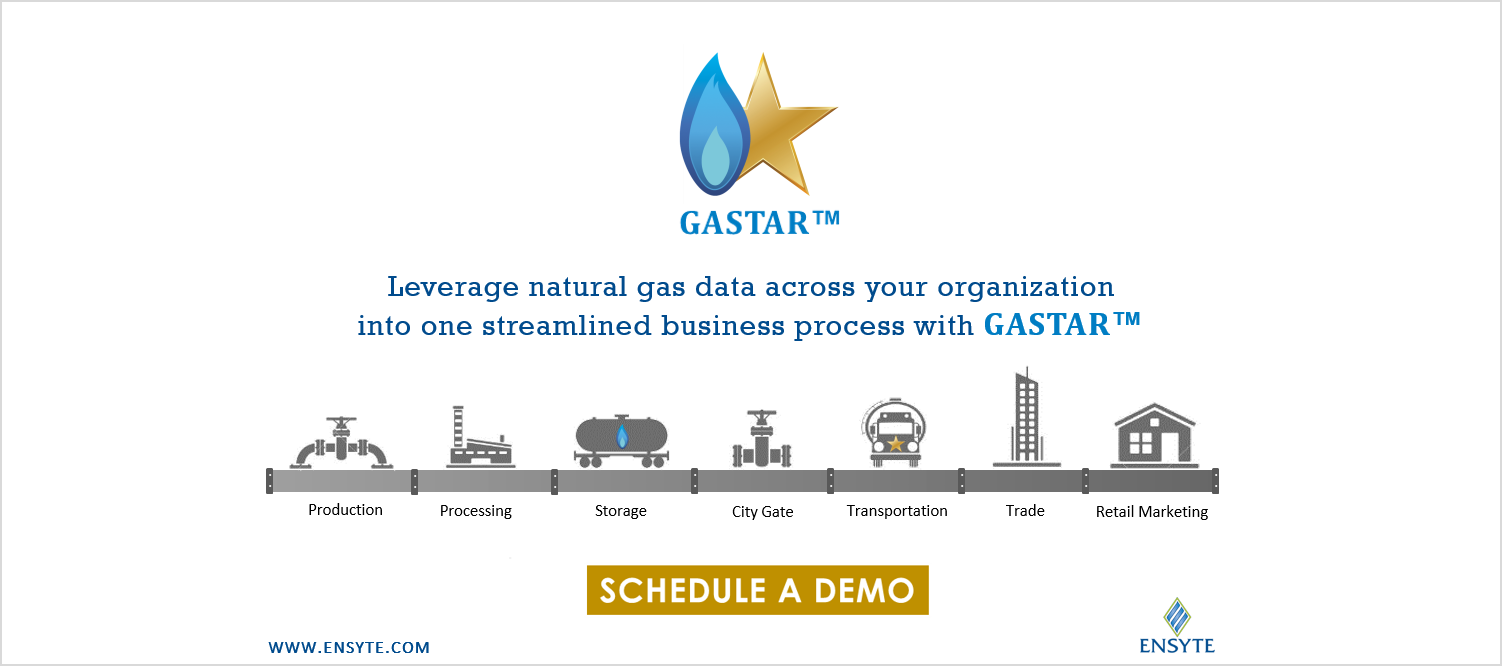 GASTAR™
Leverage natural gas data across your organization
into one streamlined business process with GASTAR™
Production Processing Storage City Gate Transportation Trade Retail Marketing
SCHEDULE A DEMO
WWW.ENSYTE.COM
ENSYTE